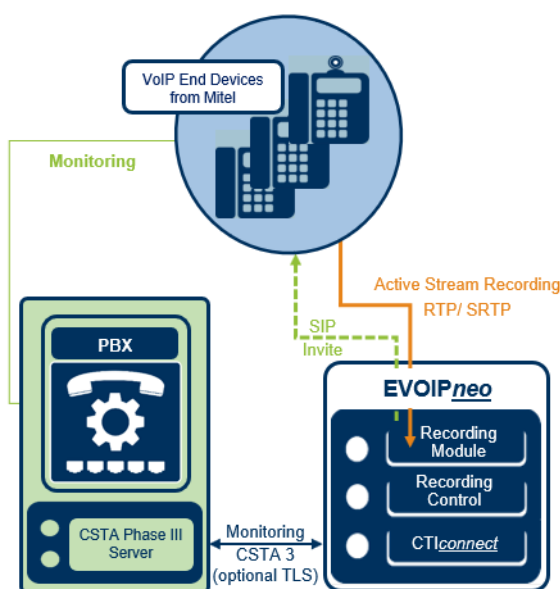 VoIP End Devices
from Mitel
Monitoring
Active Stream Recording
RTP/ SRTP
SIP
Invite
PBX
EVOIPneo
Recording
Module
Recording
Control
CTIconnect
CSTA Phase III
Server
Monitoring
CSTA 3
(optional TLS)